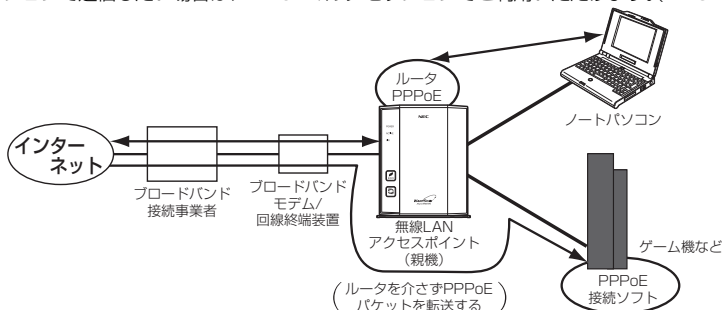 ルータ
PPPoE
NEC
ノートパソコン
インター
ネット
ブロードバンド
接続事業者
ブロードバンド
モデム/
回線終端装置
無線LAN
アクセスポイント
(親機)
ゲーム機など
PPPoE
接続ソフト
ルータを介さずPPPoE
パケットを転送する